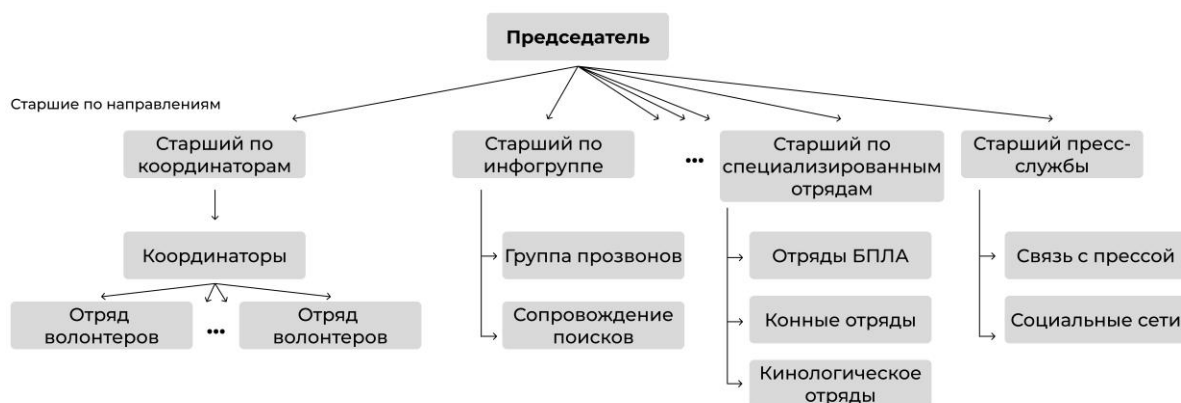 Председатель
Старшие по направлениям
Старший по
координаторам
Старший по
инфогруппе
...
Старший по
специализированным
отрядам
Старший пресс-
службы
Координаторы
Группа прозвонов
Отряды БПЛА
Связь с прессой
Отряд
волонтеров
...
Отряд
волонтеров
Сопровождение
поисков
Конные отряды
Социальные сети
Кинологическое
отряды